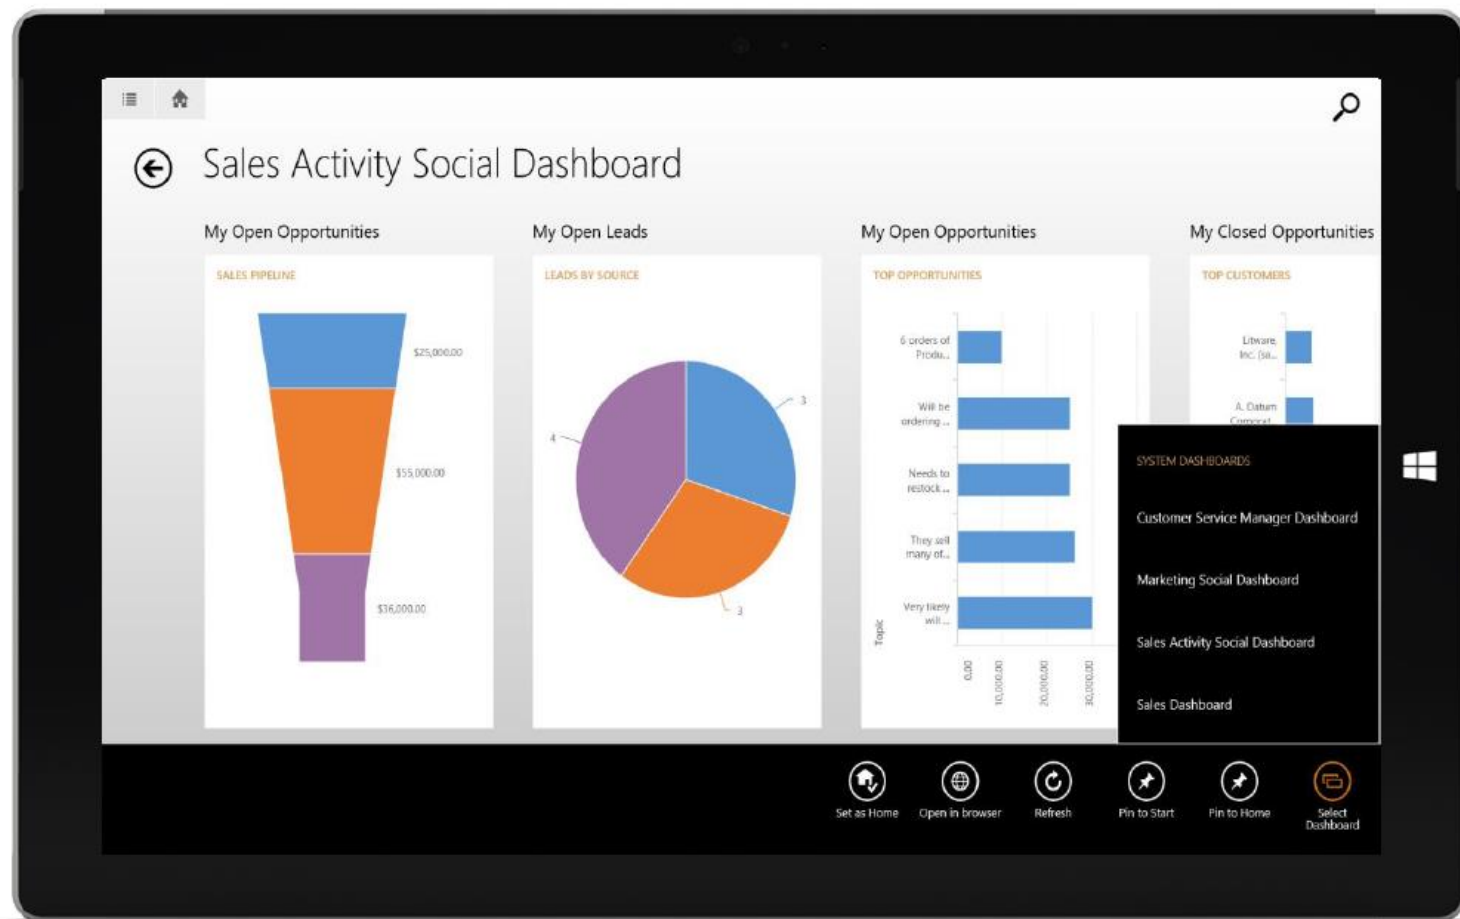 Sales Activity Social Dashboard
My Open Opportunities
SALES PIPELINE
$25,000.00
$55,000.00
$36,000.00
My Open Leads
LEADS BY SOURCE
3
4
3
My Open Opportunities
TOP OPPORTUNITIES
6 orders of
Produ...
Will be
ordering ...
Needs to
restock ...
They sell
many of...
Very likely
will ...
Topic
0.00
10,000.00
20,000.00
30,000.00
My Closed Opportunities
TOP CUSTOMERS
Litware,
Inc. (sa...
A. Datum
Corporat...
SYSTEM DASHBOARDS
Customer Service Manager Dashboard
Marketing Social Dashboard
Sales Activity Social Dashboard
Sales Dashboard
Set as Home
Open in browser
Refresh
Pin to Start
Pin to Home
Select
Dashboard